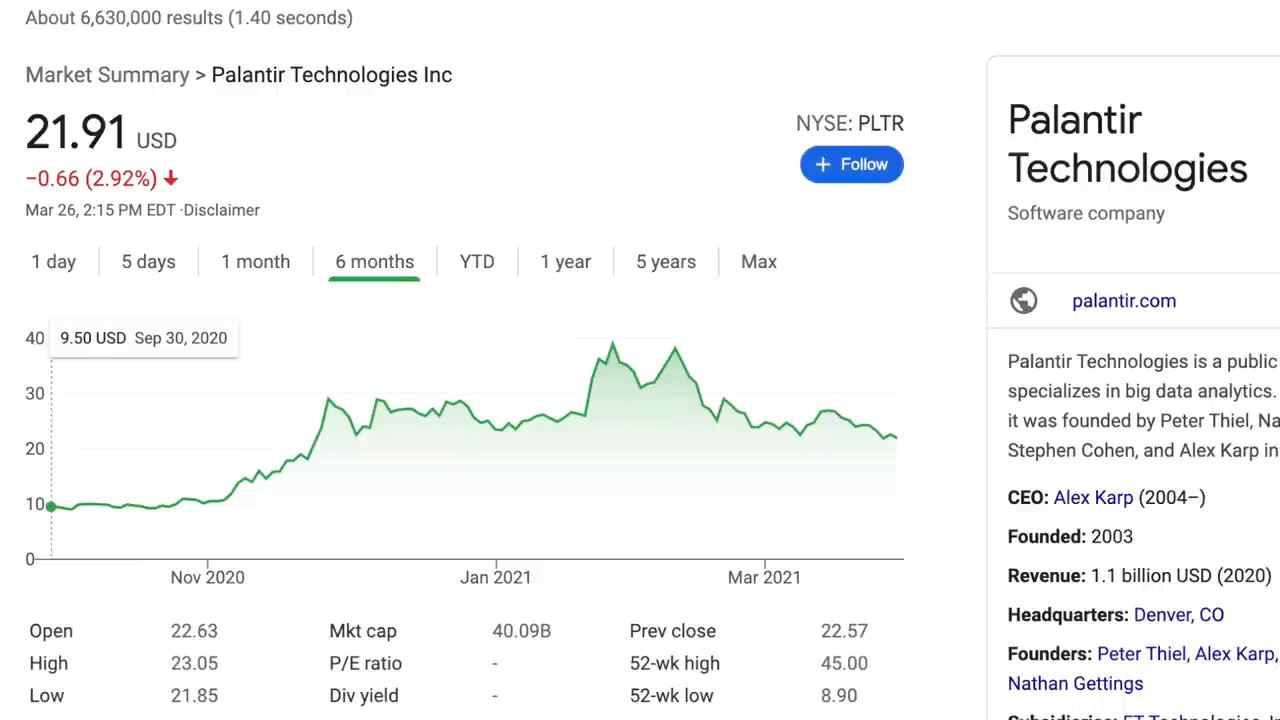 About 6,630,000 results (1.40 seconds)
Market Summary > Palantir Technologies Inc
21.91 USD
−0.66 (2.92%) ↓
Mar 26, 2:15 PM EDT ·Disclaimer
NYSE: PLTR
+ Follow
1 day 5 days 1 month 6 months YTD 1 year 5 years Max
9.50 USD Sep 30, 2020
40
30
20
10
0
Nov 2020 Jan 2021 Mar 2021
Open 22.63 Mkt cap 40.09B Prev close 22.57
High 23.05 P/E ratio - 52-wk high 45.00
Low 21.85 Div yield - 52-wk low 8.90
Palantir
Technologies
Software company
palantir.com
Palantir Technologies is a public
specializes in big data analytics.
it was founded by Peter Thiel, Na
Stephen Cohen, and Alex Karp in
CEO: Alex Karp (2004–)
Founded: 2003
Revenue: 1.1 billion USD (2020)
Headquarters: Denver, CO
Founders: Peter Thiel, Alex Karp,
Nathan Gettings